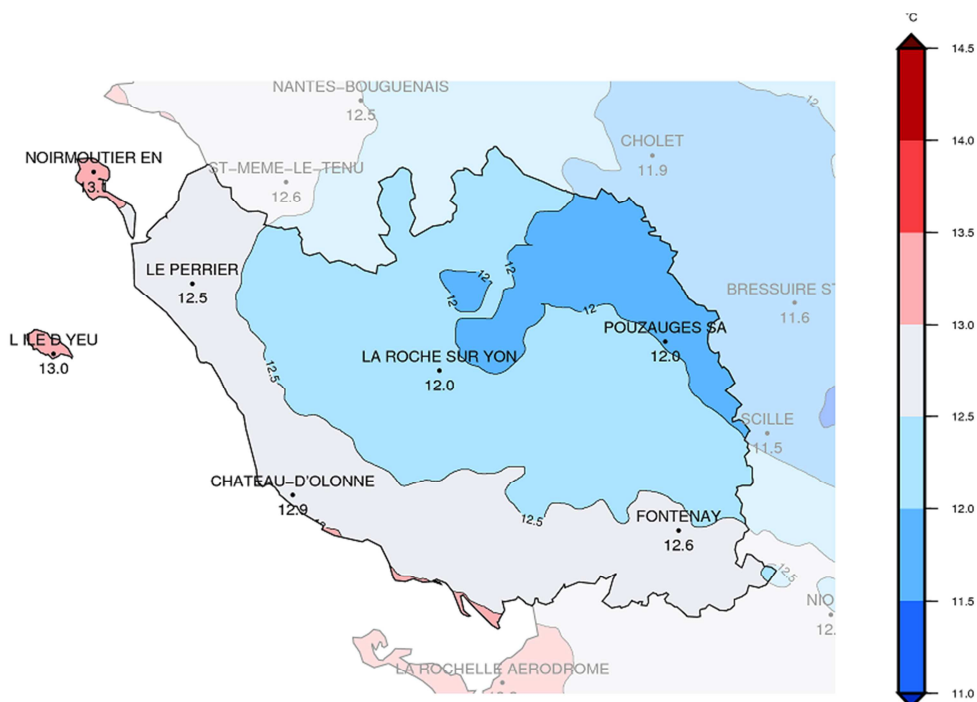 °C
14.5
14.0
13.5
13.0
12.5
12.0
11.5
11.0
NANTES−BOUGUENAIS
12.5
12
CHOLET
11.9
NOIRMOUTIER EN
ST−MEME−LE−TENU
12.6
LE PERRIER
12.5
12
12
12
BRESSUIRE ST
11.6
12
L ILE D YEU
13.0
POUZAUGES SA
12.0
LA ROCHE SUR YON
12.0
12.5
SCILLE
11.5
CHATEAU−D'OLONNE
12.9
12.5
FONTENAY
12.6
12.5
NIO
12.
LA ROCHELLE AERODROME